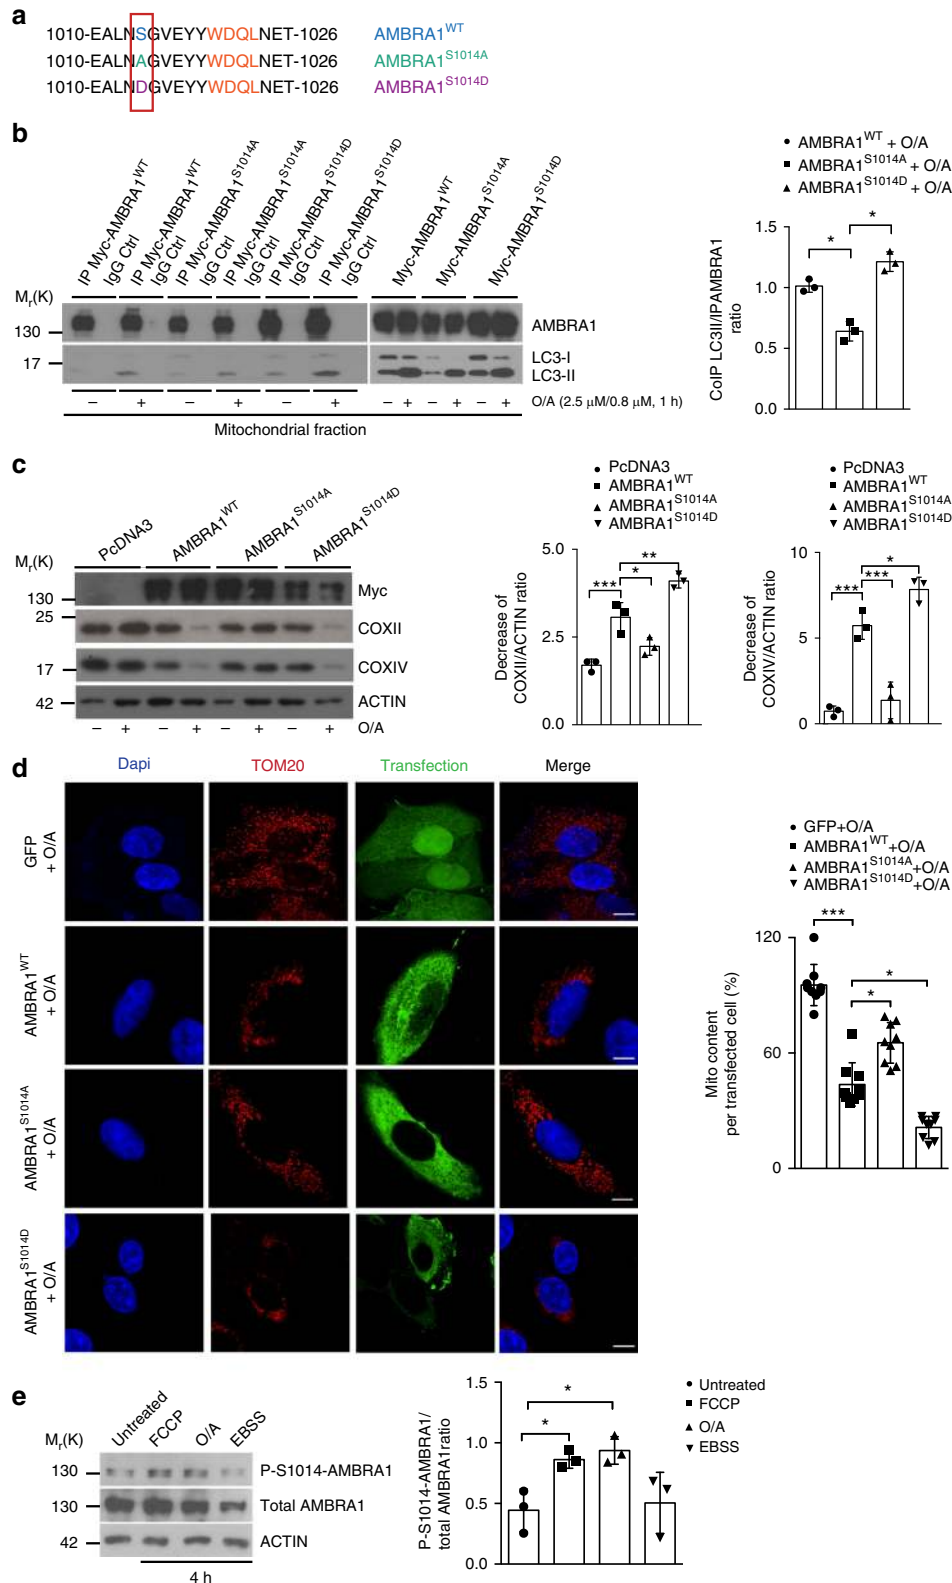 a
1010-EALNSGVEYYWDQLNET-1026 AMBRA1WT
1010-EALNAGVEYYWDQLNET-1026 AMBRA1S1014A
1010-EALNDGVEYYWDQLNET-1026 AMBRA1S1014D
b
IP Myc-AMBRA1WT
IgG Ctrl
IP Myc-AMBRA1WT
IgG Ctrl
IP Myc-AMBRA1S1014A
IgG Ctrl
IP Myc-AMBRA1S1014A
IgG Ctrl
IP Myc-AMBRA1S1014D
IgG Ctrl
IP Myc-AMBRA1S1014D
IgG Ctrl
Myc-AMBRA1WT
Myc-AMBRA1S1014A
Myc-AMBRA1S1014D
Mr(K)
130
17
AMBRA1
LC3-I
LC3-II
– + – + – + – + – + – + O/A (2.5 µM/0.8 µM, 1 h)
Mitochondrial fraction
AMBRA1WT + O/A
AMBRA1S1014A + O/A
AMBRA1S1014D + O/A
CoIP LC3II/IPAMBRA1
ratio
1.5
1.0
0.5
0.0
* *
c
PcDNA3
AMBRA1WT
AMBRA1S1014A
AMBRA1S1014D
Mr(K)
130
25
17
42
Myc
COXII
COXIV
ACTIN
– + – + – + – + O/A
PcDNA3
AMBRA1WT
AMBRA1S1014A
AMBRA1S1014D
Decrease of
COXII/ACTIN ratio
5.0
2.5
0.0
*** * **
PcDNA3
AMBRA1WT
AMBRA1S1014A
AMBRA1S1014D
Decrease of
COXIV/ACTIN ratio
10
5
0
*** *** *
d
Dapi TOM20 Transfection Merge
GFP
+ O/A
AMBRA1WT
+ O/A
AMBRA1S1014A
+ O/A
AMBRA1S1014D
+ O/A
GFP+O/A
AMBRA1WT+O/A
AMBRA1S1014A+O/A
AMBRA1S1014D+O/A
Mito content
per transfected cell (%)
120
60
0
*** * *
e
Untreated
FCCP
O/A
EBSS
Mr(K)
130
130
42
P-S1014-AMBRA1
Total AMBRA1
ACTIN
4 h
P-S1014-AMBRA1/
total AMBRA1ratio
1.5
1.0
0.5
0.0
* *
Untreated
FCCP
O/A
EBSS